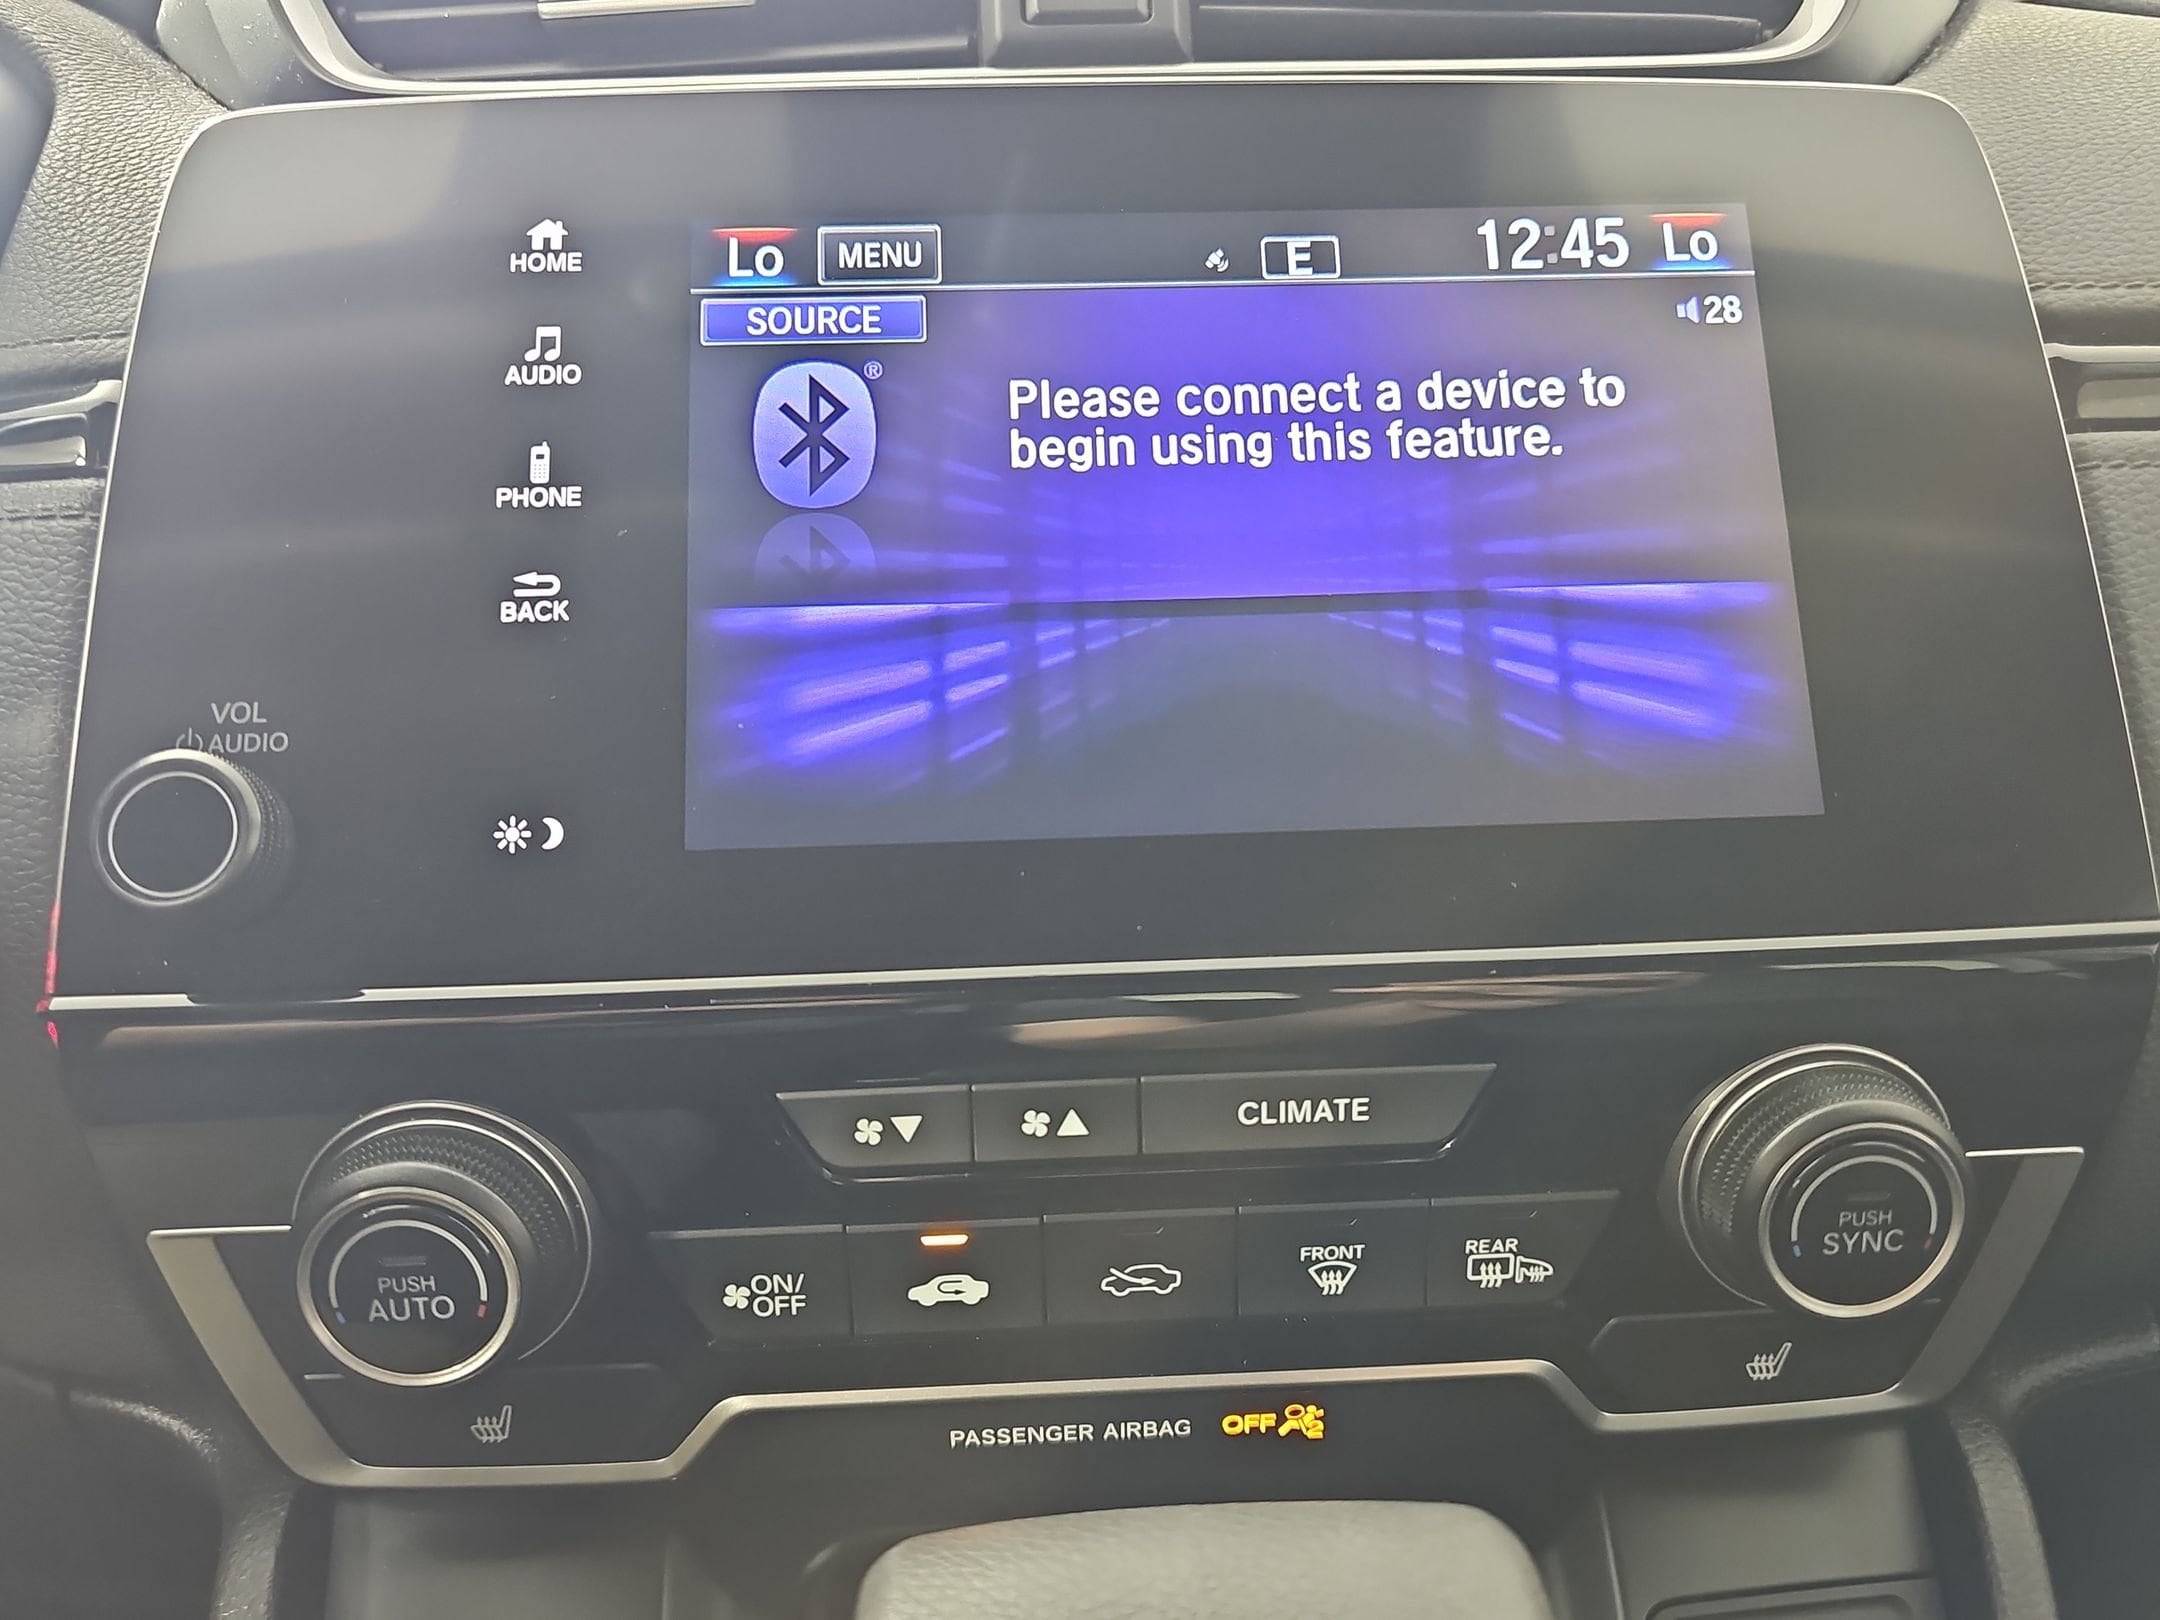 HOME
AUDIO
PHONE
BACK
VOL
AUDIO
Lo
MENU
E
12:45
Lo
SOURCE
28
®
Please connect a device to
begin using this feature.
CLIMATE
PUSH
AUTO
ON/
OFF
FRONT
REAR
PUSH
SYNC
PASSENGER AIRBAG OFF
2